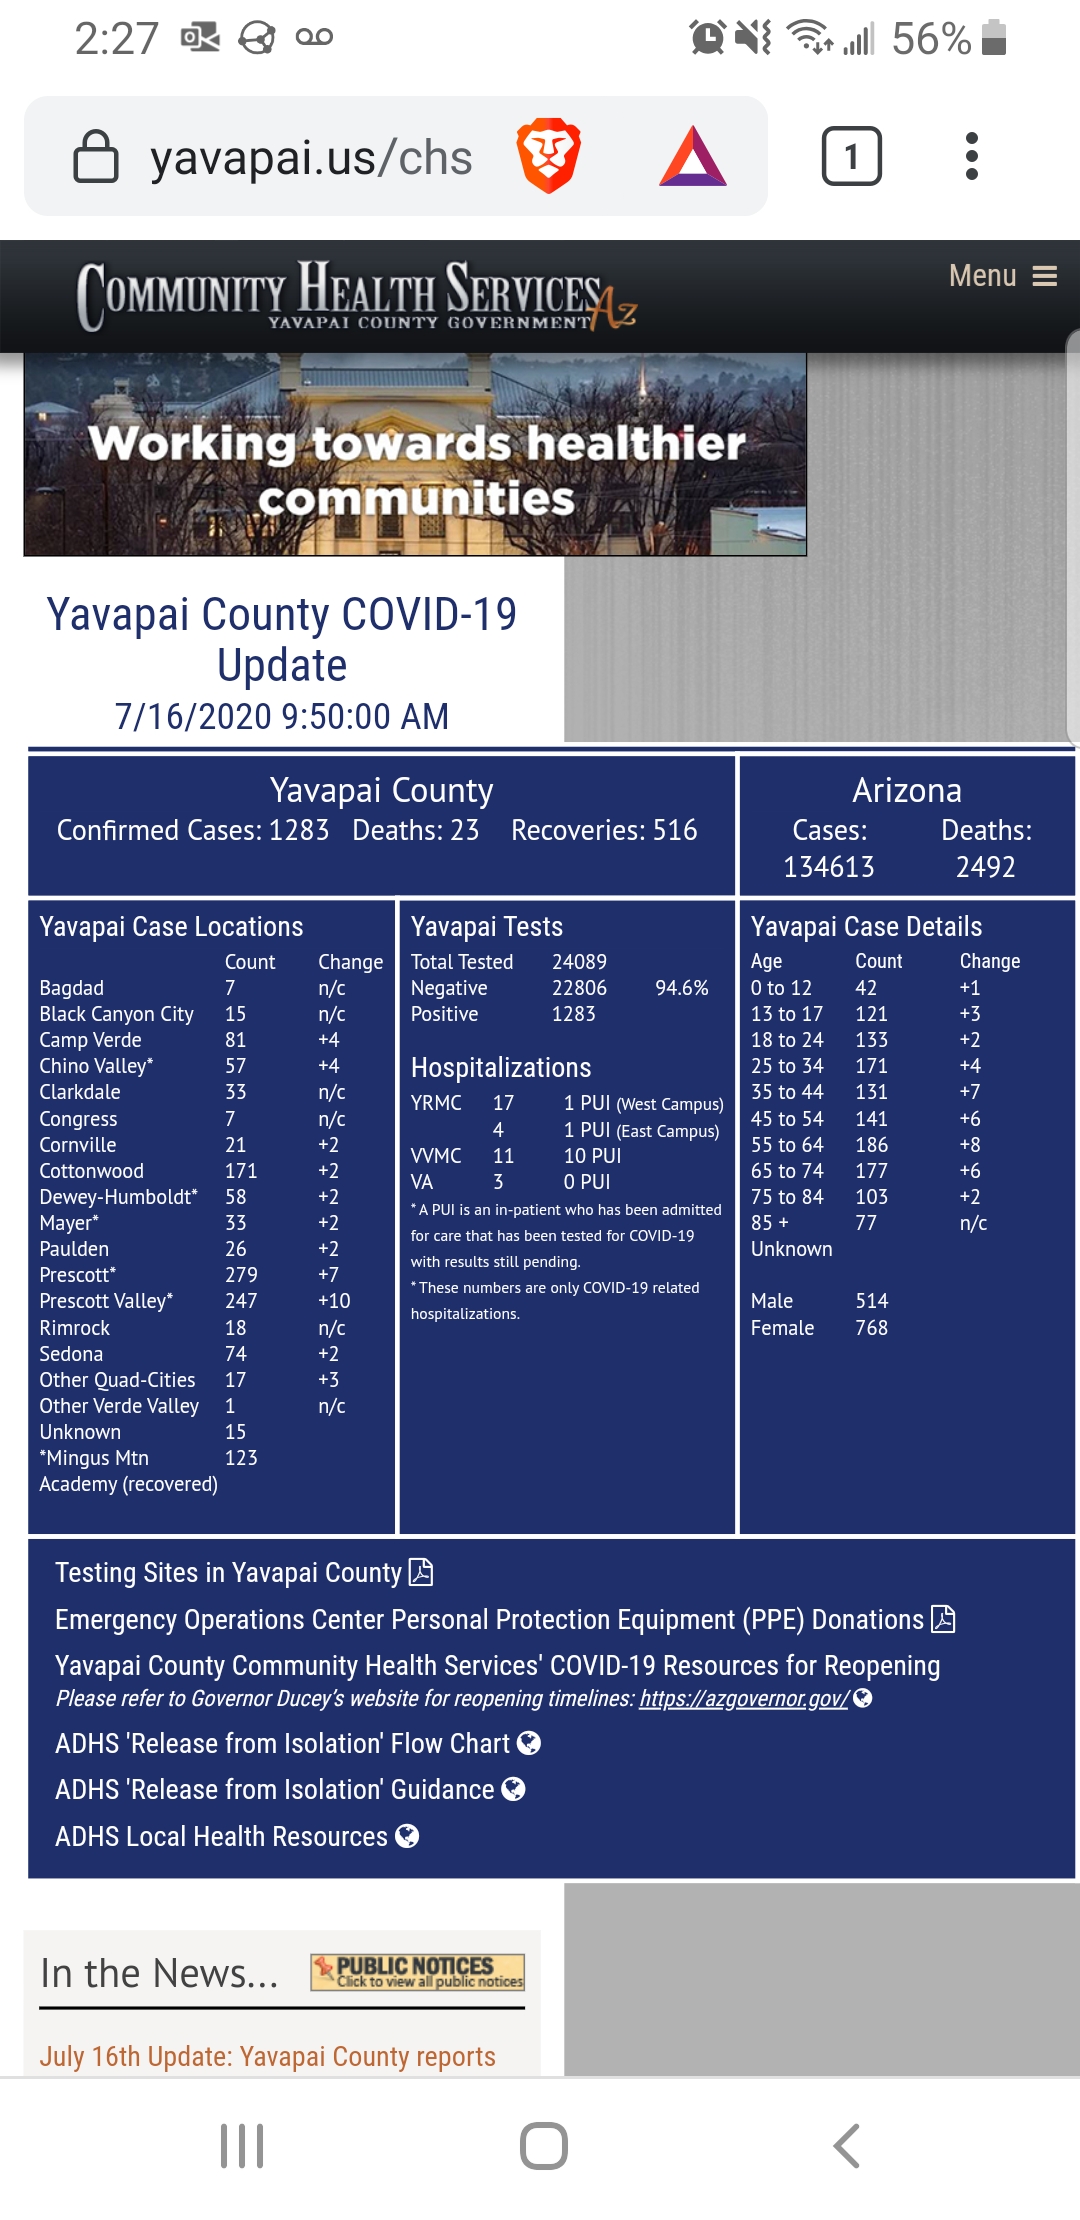 2:27 56%
yavapai.us/chs 1
COMMUNITY HEALTH SERVICES Az
YAVAPAI COUNTY GOVERNMENT
Menu
Working towards healthier
communities
Yavapai County COVID-19
Update
7/16/2020 9:50:00 AM
Yavapai County
Confirmed Cases: 1283 Deaths: 23 Recoveries: 516
Arizona
Cases: Deaths:
134613 2492
Yavapai Case Locations
Count Change
Bagdad 7 n/c
Black Canyon City 15 n/c
Camp Verde 81 +4
Chino Valley* 57 +4
Clarkdale 33 n/c
Congress 7 n/c
Cornville 21 +2
Cottonwood 171 +2
Dewey-Humboldt* 58 +2
Mayer* 33 +2
Paulden 26 +2
Prescott* 279 +7
Prescott Valley* 247 +10
Rimrock 18 n/c
Sedona 74 +2
Other Quad-Cities 17 +3
Other Verde Valley 1 n/c
Unknown 15
*Mingus Mtn 123
Academy (recovered)
Yavapai Tests
Total Tested 24089
Negative 22806 94.6%
Positive 1283
Hospitalizations
YRMC 17 1 PUI (West Campus)
4 1 PUI (East Campus)
VVMC 11 10 PUI
VA 3 0 PUI
* A PUI is an in-patient who has been admitted
for care that has been tested for COVID-19
with results still pending.
* These numbers are only COVID-19 related
hospitalizations.
Yavapai Case Details
Age Count Change
0 to 12 42 +1
13 to 17 121 +3
18 to 24 133 +2
25 to 34 171 +4
35 to 44 131 +7
45 to 54 141 +6
55 to 64 186 +8
65 to 74 177 +6
75 to 84 103 +2
85 + 77 n/c
Unknown
Male 514
Female 768
Testing Sites in Yavapai County
Emergency Operations Center Personal Protection Equipment (PPE) Donations
Yavapai County Community Health Services' COVID-19 Resources for Reopening
Please refer to Governor Ducey's website for reopening timelines: https://azgovernor.gov/
ADHS 'Release from Isolation' Flow Chart
ADHS 'Release from Isolation' Guidance
ADHS Local Health Resources
In the News...
PUBLIC NOTICES
Click to view all public notices
July 16th Update: Yavapai County reports